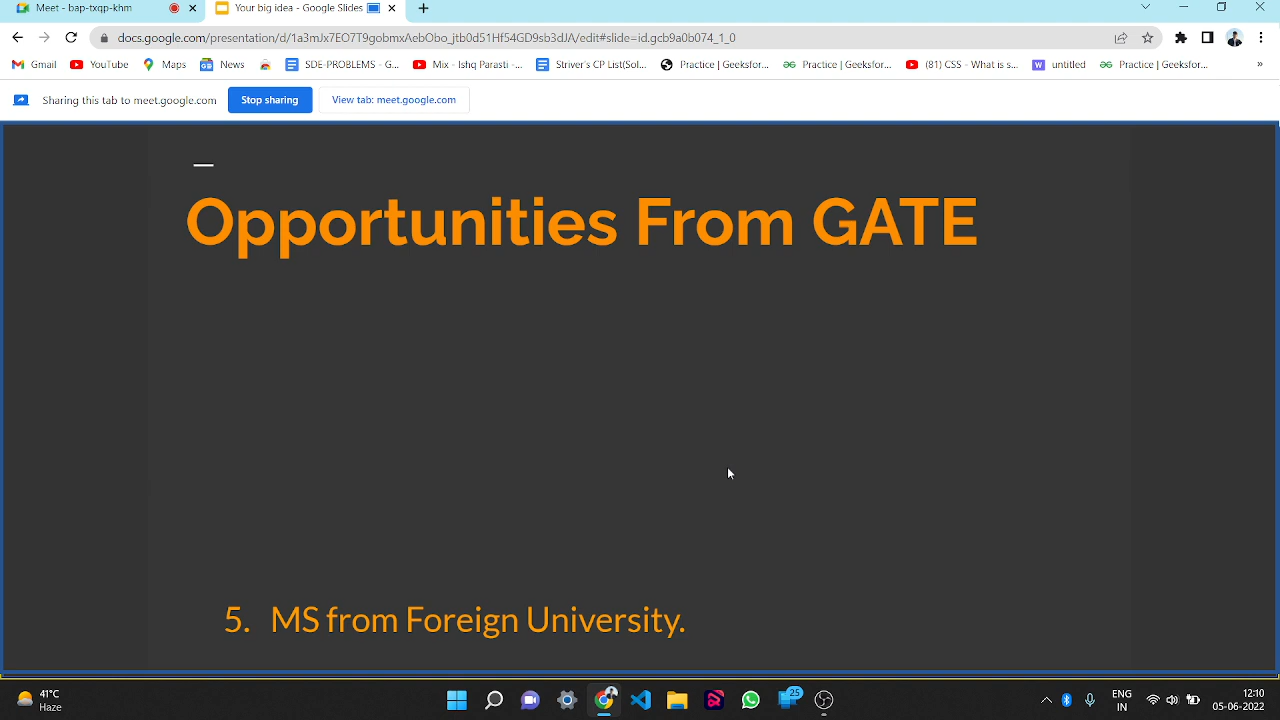 Meet - bap-txqp-khm
Your big idea - Google Slides
docs.google.com/presentation/d/1a3mJx7EO7T9gobmxAebObo_jtb0d51Hf54GD9sb3dJA/edit#slide=id.gcb9a0b074_1_0
Gmail YouTube Maps News SDE-PROBLEMS - G... Mix - Ishq Parasti -... Striver's CP List(Sol... Practice | Geeksfor... Practice | Geeksfor... (81) CSS - What is s... untitled Practice | Geeksfor... »
Sharing this tab to meet.google.com Stop sharing View tab: meet.google.com
Opportunities From GATE
5. MS from Foreign University.
41°C
Haze
25
ENG
IN
12:10
05-06-2022